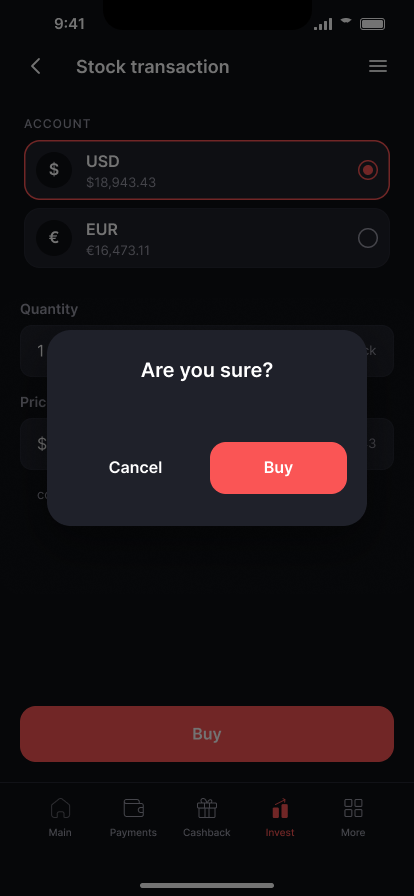 9:41
Stock transaction
ACCOUNT
$
USD
$18,943.43
€
EUR
€16,473.11
Quantity
1
Are you sure?
$
Cancel
Buy
Buy
Main
Payments
Cashback
Invest
More